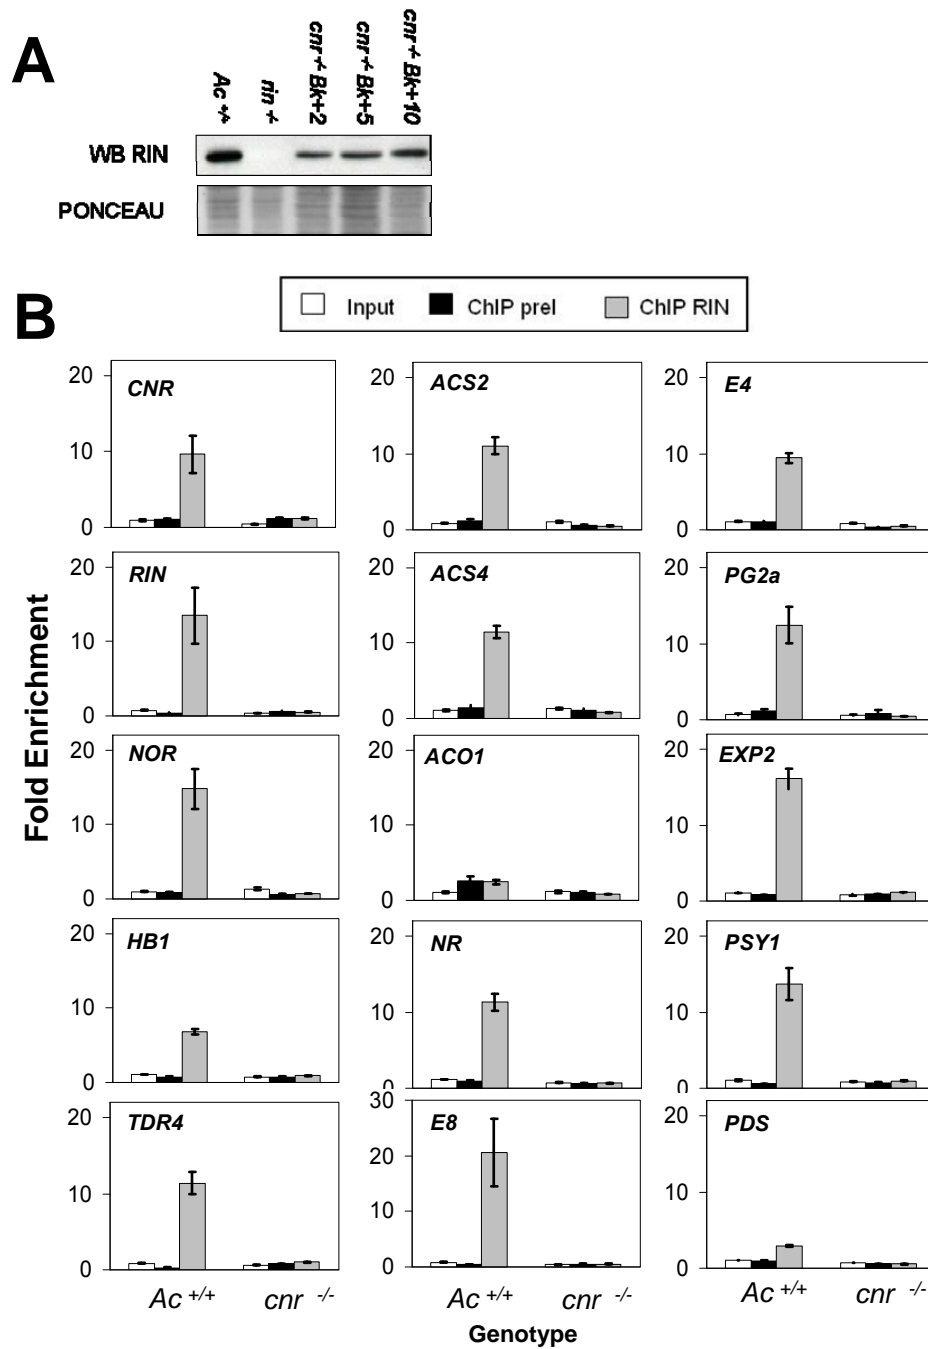 A
Ac +/+
rin -/-
cnr -/- Bk+2
cnr -/- Bk+5
cnr -/- Bk+10
WB RIN
PONCEAU
B
Input
ChIP preI
ChIP RIN
Fold Enrichment
CNR
20
10
0
ACS2
20
10
0
E4
20
10
0
RIN
20
10
0
ACS4
20
10
0
PG2a
20
10
0
NOR
20
10
0
ACO1
20
10
0
EXP2
20
10
0
HB1
20
10
0
NR
20
10
0
PSY1
20
10
0
TDR4
20
10
0
E8
30
20
10
0
PDS
20
10
0
Ac +/+
cnr -/-
Ac +/+
cnr -/-
Ac +/+
cnr -/-
Genotype